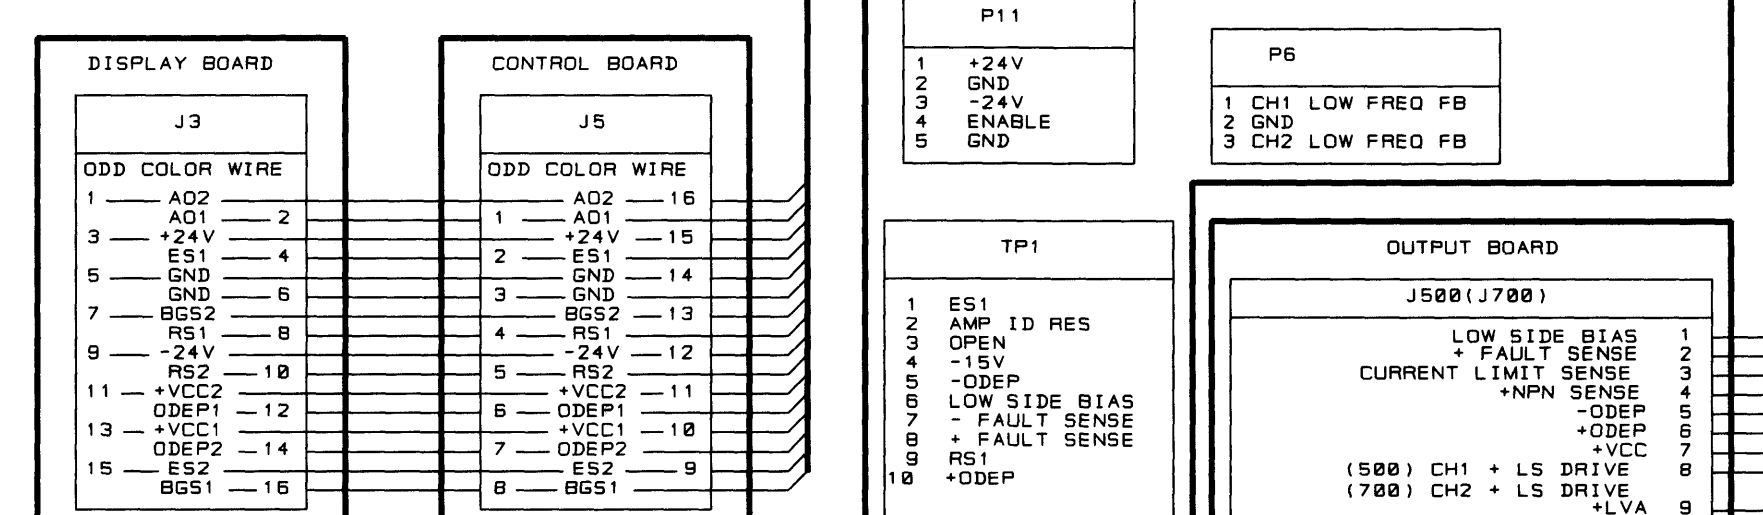 DISPLAY BOARD
J3
ODD COLOR WIRE
1 AO2
AO1 2
3 +24V
ES1 4
5 GND
GND 6
7 BGS2
RS1 8
9 -24V
RS2 10
11 +VCC2
ODEP1 12
13 +VCC1
ODEP2 14
15 ES2
BGS1 16
CONTROL BOARD
J5
ODD COLOR WIRE
AO2 16
1 AO1
+24V 15
2 ES1
GND 14
3 GND
BGS2 13
4 RS1
-24V 12
5 RS2
+VCC2 11
6 ODEP1
+VCC1 10
7 ODEP2
ES2 9
8 BGS1
P11
1 +24V
2 GND
3 -24V
4 ENABLE
5 GND
P6
1 CH1 LOW FREQ FB
2 GND
3 CH2 LOW FREQ FB
TP1
1 ES1
2 AMP ID RES
3 OPEN
4 -15V
5 -ODEP
6 LOW SIDE BIAS
7 - FAULT SENSE
8 + FAULT SENSE
9 RS1
10 +ODEP
OUTPUT BOARD
J500(J700)
LOW SIDE BIAS 1
+ FAULT SENSE 2
CURRENT LIMIT SENSE 3
+NPN SENSE 4
-ODEP 5
+ODEP 6
+VCC 7
(500) CH1 + LS DRIVE 8
(700) CH2 + LS DRIVE
+LVA 9